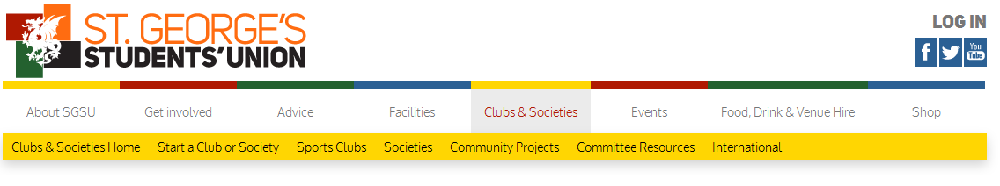 ST. GEORGE'S
STUDENTS' UNION
LOG IN
f You Tube
About SGSU Get involved Advice Facilities Clubs & Societies Events Food, Drink & Venue Hire Shop
Clubs & Societies Home Start a Club or Society Sports Clubs Societies Community Projects Committee Resources International